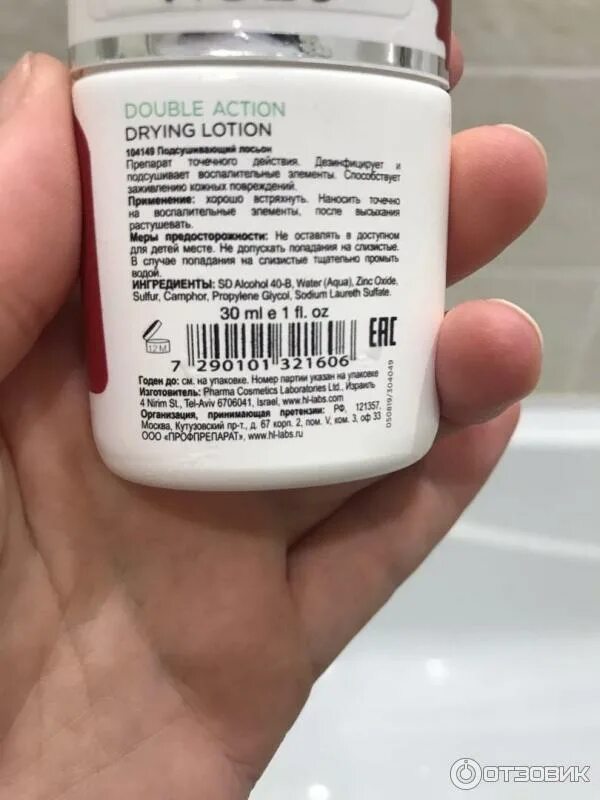 DOUBLE ACTION
DRYING LOTION
104149 Подсушивающий лосьон
Препарат точечного действия. Дезинфицирует и
подсушивает воспалительные элементы. Способствует
заживлению кожных повреждений.
Применение: хорошо встряхнуть. Наносить точечно
на воспалительные элементы, после высыхания
растушевать.
Меры предосторожности: Не оставлять в доступном
для детей месте. Не допускать попадания на слизистые.
В случае попадания на слизистые тщательно промыть
водой.
ИНГРЕДИЕНТЫ: SD Alcohol 40-B, Water (Aqua), Zinc Oxide,
Sulfur, Camphor, Propylene Glycol, Sodium Laureth Sulfate.
30 ml e 1 fl. oz
12 M
EAC
7 290101 321606
Годен до: см. на упаковке. Номер партии указан на упаковке
Изготовитель: Pharma Cosmetics Laboratories Ltd., Израиль
4 Nirim St., Tel-Aviv 6706041, Israel, www.hl-labs.com
Организация, принимающая претензии: РФ, 121357,
Москва, Кутузовский пр-т., д. 67 корп. 2, пом. V, ком. 3, оф 33
ООО «ПРОФПРЕПАРАТ», www.hl-labs.ru
050819/304049
ОТЗОВИК